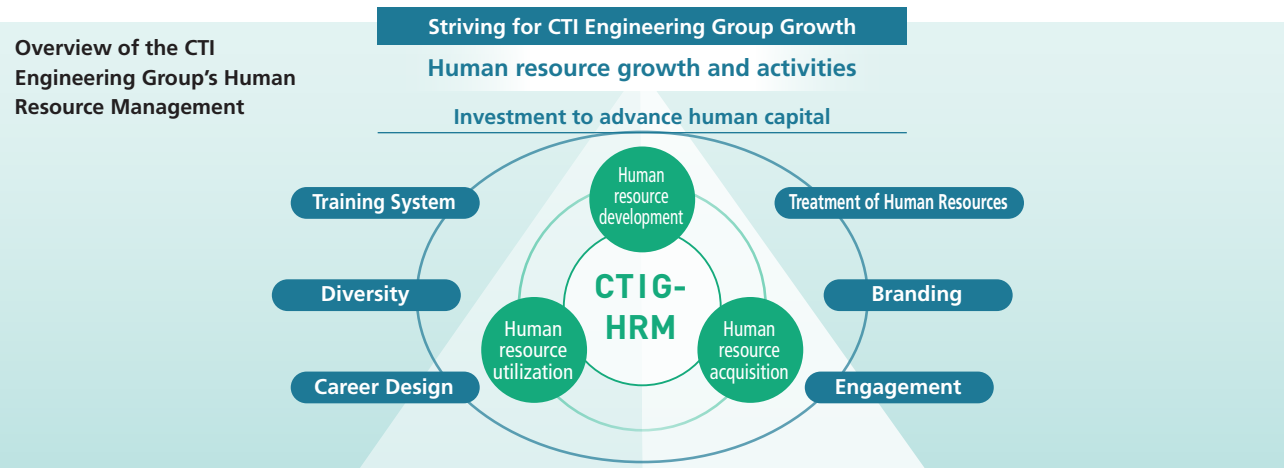 Overview of the CTI
Engineering Group's Human
Resource Management
Striving for CTI Engineering Group Growth
Human resource growth and activities
Investment to advance human capital
Training System
Diversity
Career Design
Human
resource
development
CTIG-
HRM
Human
resource
utilization
Human
resource
acquisition
Treatment of Human Resources
Branding
Engagement